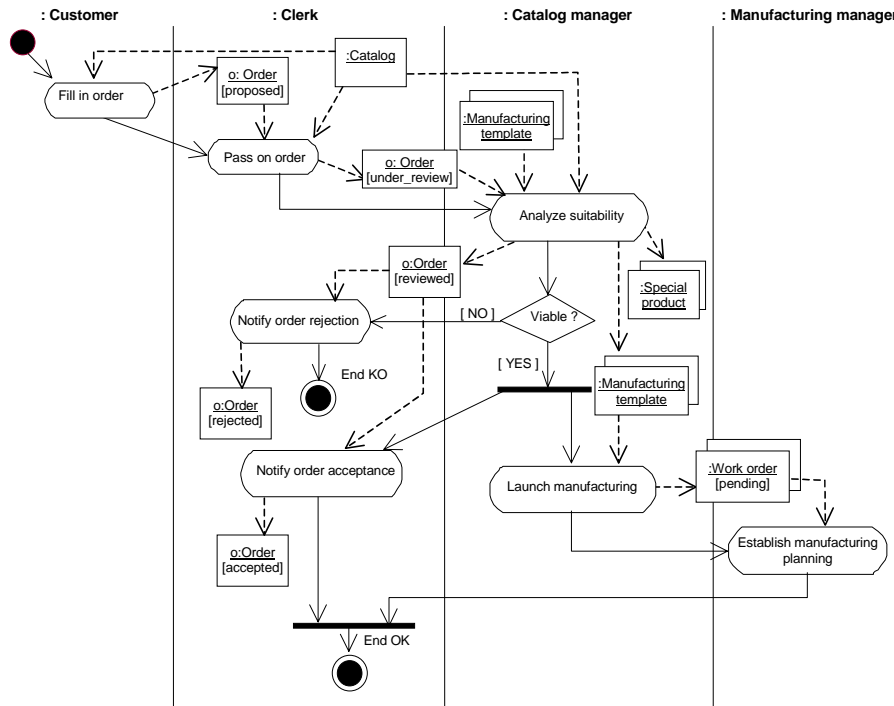 : Customer
: Clerk
: Catalog manager
: Manufacturing manager
:Catalog
Fill in order
o: Order
[proposed]
:Manufacturing
template
Pass on order
o: Order
[under_review]
Analyze suitability
o:Order
[reviewed]
:Special
product
Notify order rejection
[ NO ]
Viable ?
End KO
[ YES ]
:Manufacturing
template
o:Order
[rejected]
Notify order acceptance
Launch manufacturing
:Work order
[pending]
Establish manufacturing
planning
o:Order
[accepted]
End OK